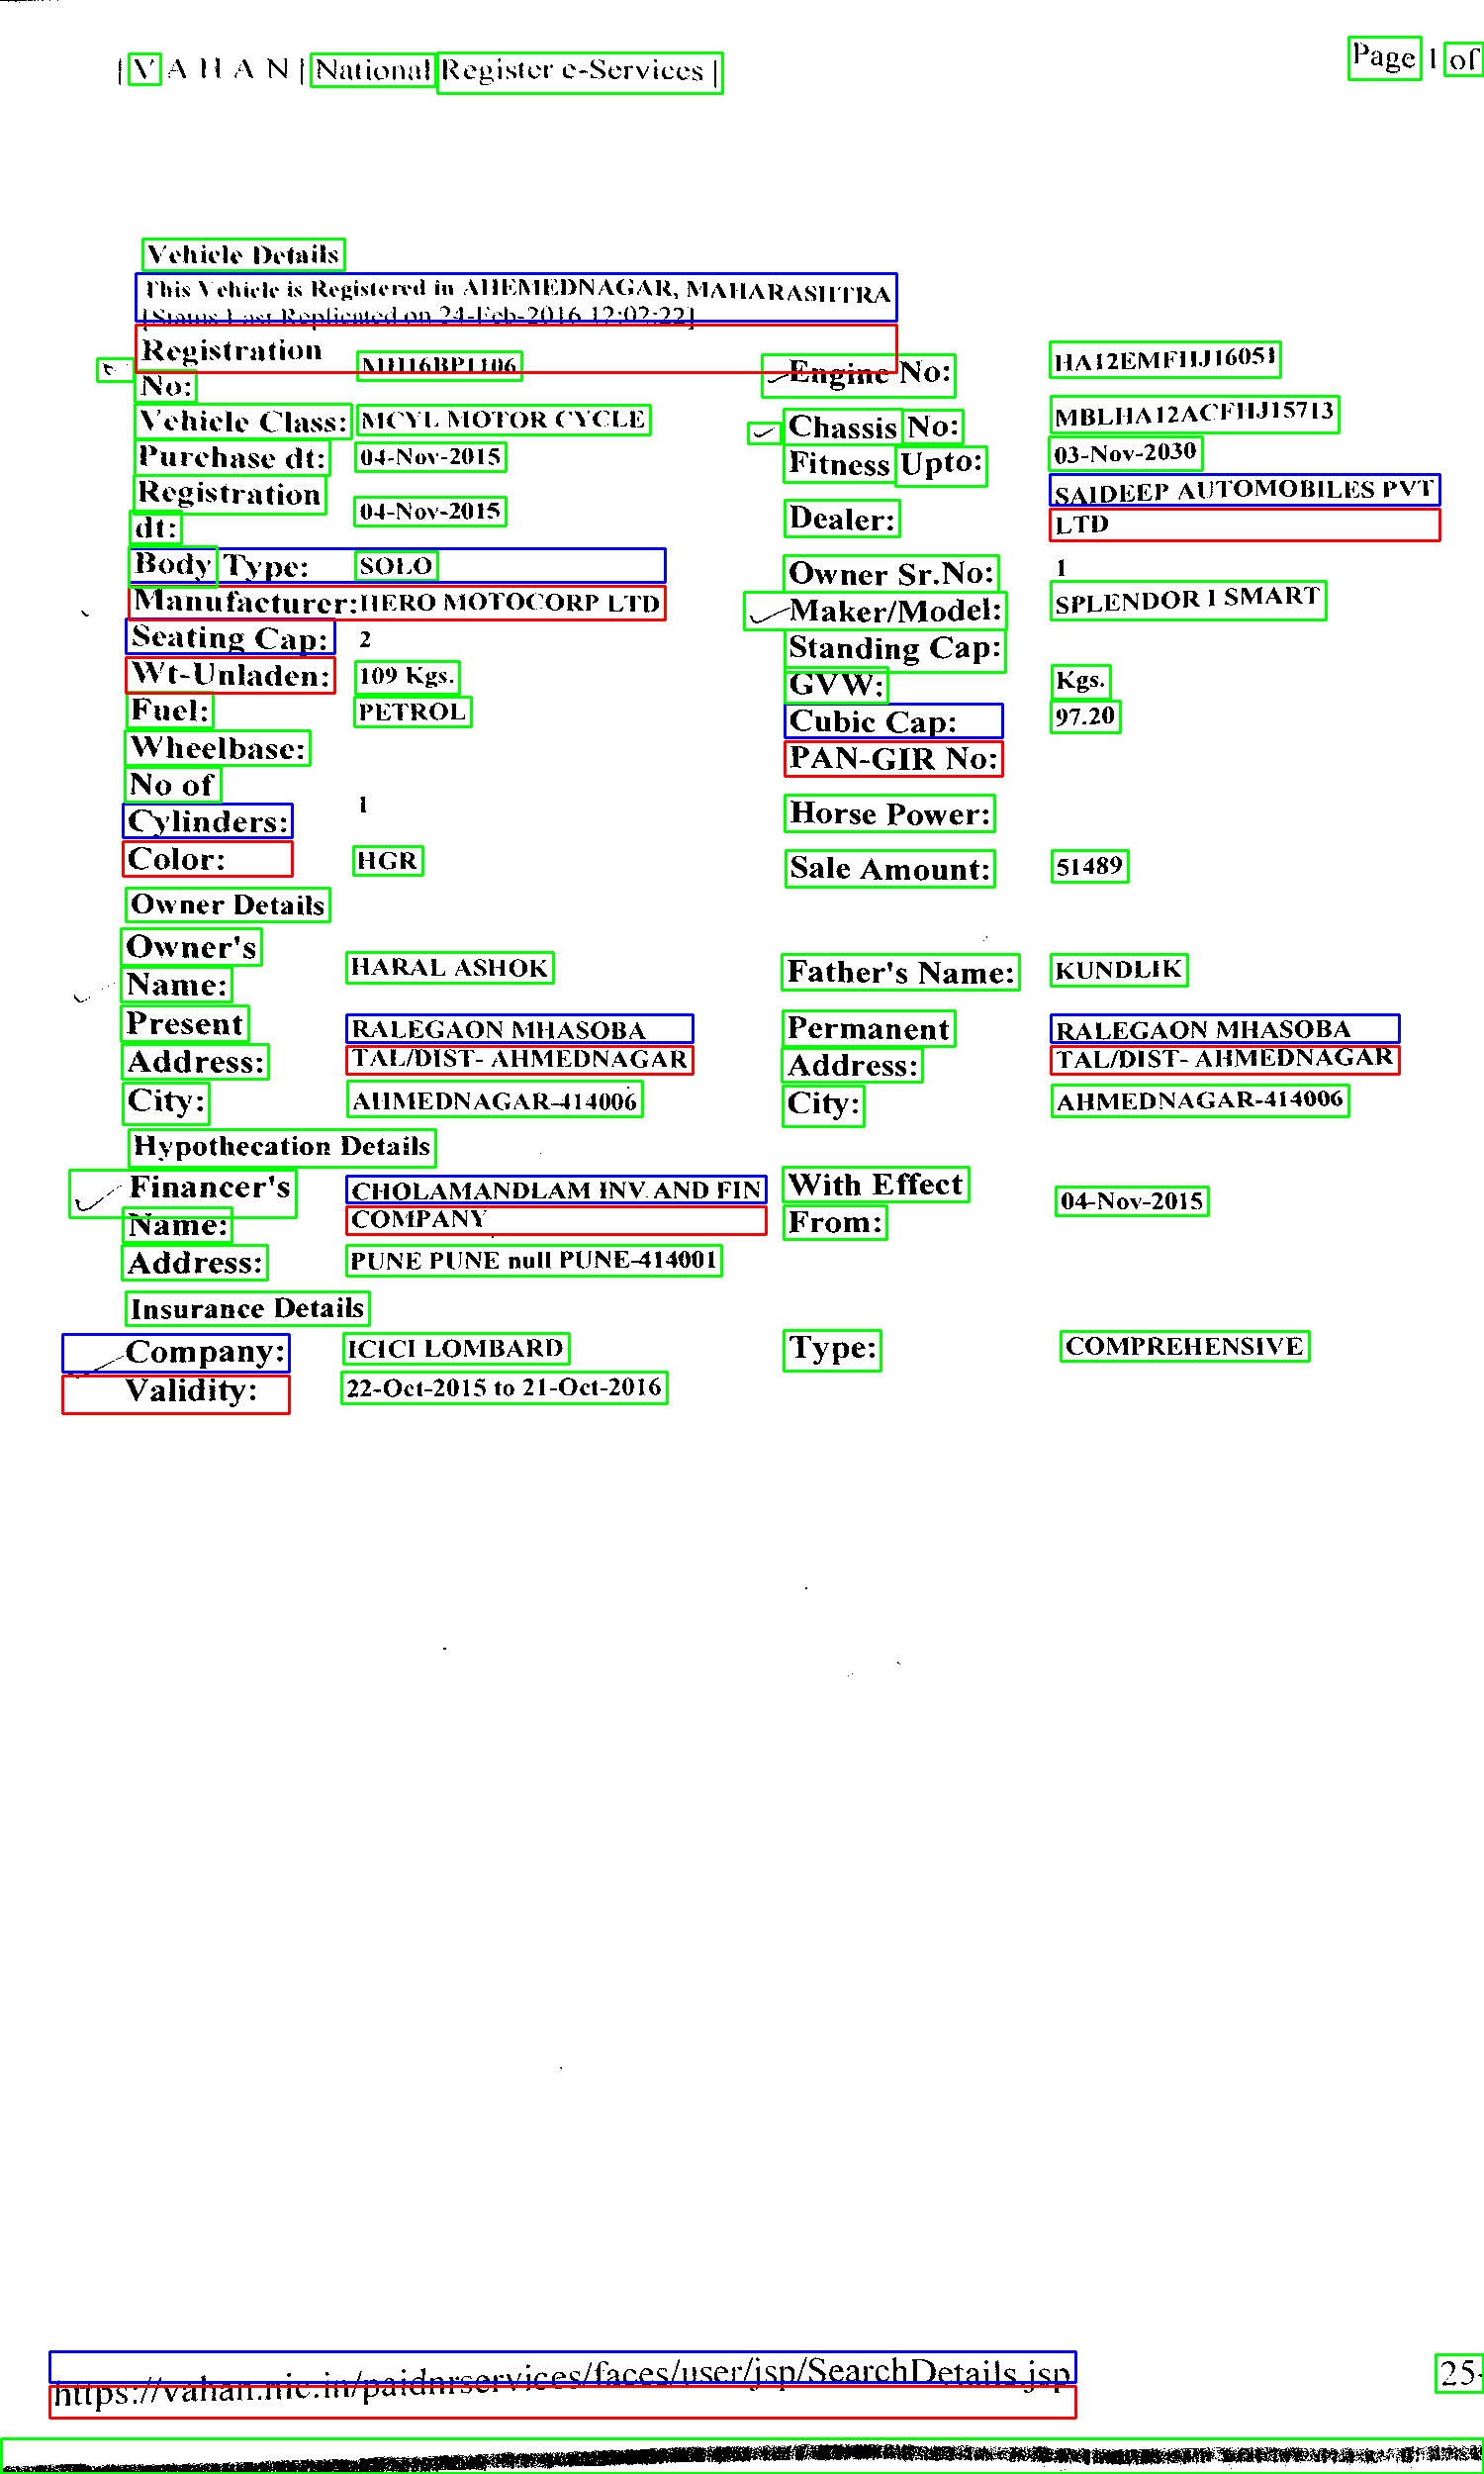 | V A H A N | National Register e-Services |
Page 1 of
Vehicle Details
This Vehicle is Registered in AHEMEDNAGAR, MAHARASHTRA
[Status Last Replicated on 24-Feb-2016 12:02:22]
Registration No: MH16BP1106 Engine No: HA12EMFHJ16051
Vehicle Class: MCYL MOTOR CYCLE Chassis No: MBLHA12ACFHJ15713
Purchase dt: 04-Nov-2015 Fitness Upto: 03-Nov-2030
Registration dt: 04-Nov-2015 Dealer: SAIDEEP AUTOMOBILES PVT LTD
Body Type: SOLO Owner Sr.No: 1
Manufacturer: HERO MOTOCORP LTD Maker/Model: SPLENDOR I SMART
Seating Cap: 2 Standing Cap:
Wt-Unladen: 109 Kgs. GVW: Kgs.
Fuel: PETROL Cubic Cap: 97.20
Wheelbase: PAN-GIR No:
No of Cylinders: 1 Horse Power:
Color: HGR Sale Amount: 51489
Owner Details
Owner's Name: HARAL ASHOK Father's Name: KUNDLIK
Present Address: RALEGAON MHASOBA TAL/DIST- AHMEDNAGAR Permanent Address: RALEGAON MHASOBA TAL/DIST- AHMEDNAGAR
City: AHMEDNAGAR-414006 City: AHMEDNAGAR-414006
Hypothecation Details
Financer's Name: CHOLAMANDLAM INV. AND FIN COMPANY With Effect From: 04-Nov-2015
Address: PUNE PUNE null PUNE-414001
Insurance Details
Company: ICICI LOMBARD Type: COMPREHENSIVE
Validity: 22-Oct-2015 to 21-Oct-2016
https://vahan.nic.in/paidnrservices/faces/user/jsp/SearchDetails.jsp
25-